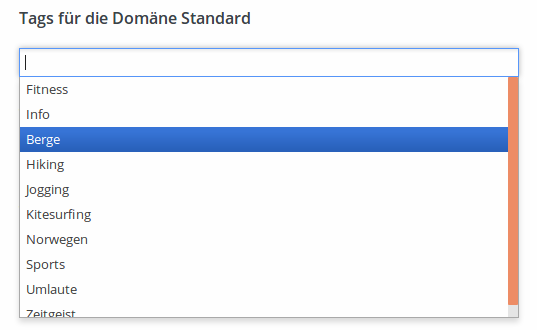 Tags für die Domäne Standard
Fitness
Info
Berge
Hiking
Jogging
Kitesurfing
Norwegen
Sports
Umlaute
Zeitgeist